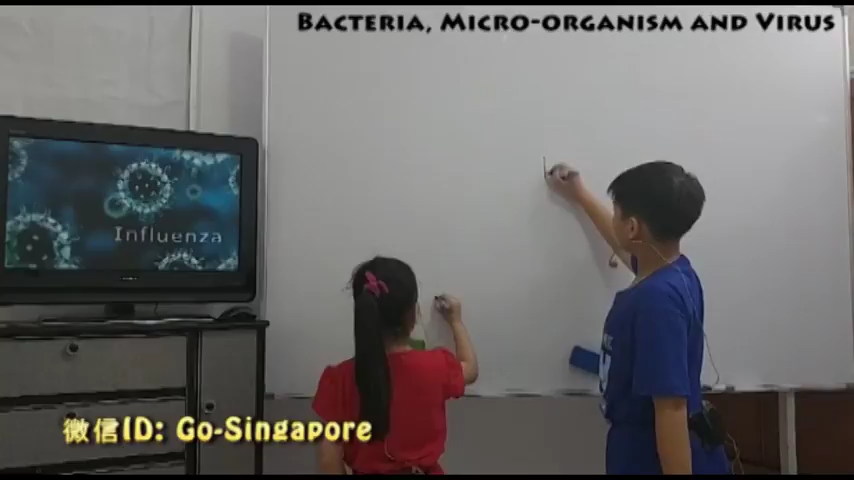 Bacteria, Micro-organism and Virus
Influenza
微信ID: Go-Singapore